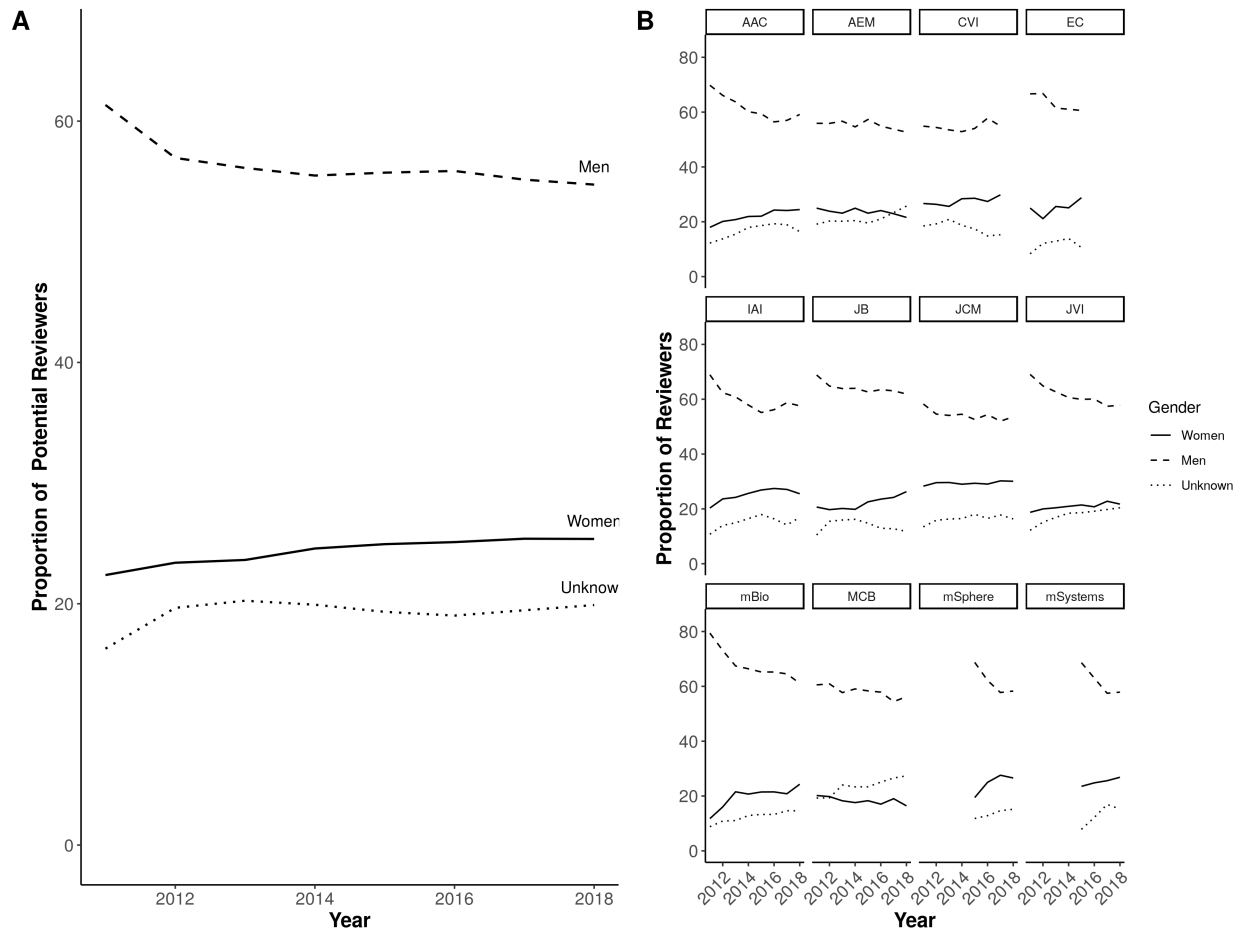 A
Proportion of  Potential Reviewers
60
40
20
0
Men
Women
Unknow
2012
2014
2016
2018
Year
B
Proportion of Reviewers
AAC
AEM
CVI
EC
80
60
40
20
0
IAI
JB
JCM
JVI
80
60
40
20
0
mBio
MCB
mSphere
mSystems
80
60
40
20
0
2012
2014
2016
2018
2012
2014
2016
2018
2012
2014
2016
2018
2012
2014
2016
2018
Year
Gender
Women
Men
Unknown